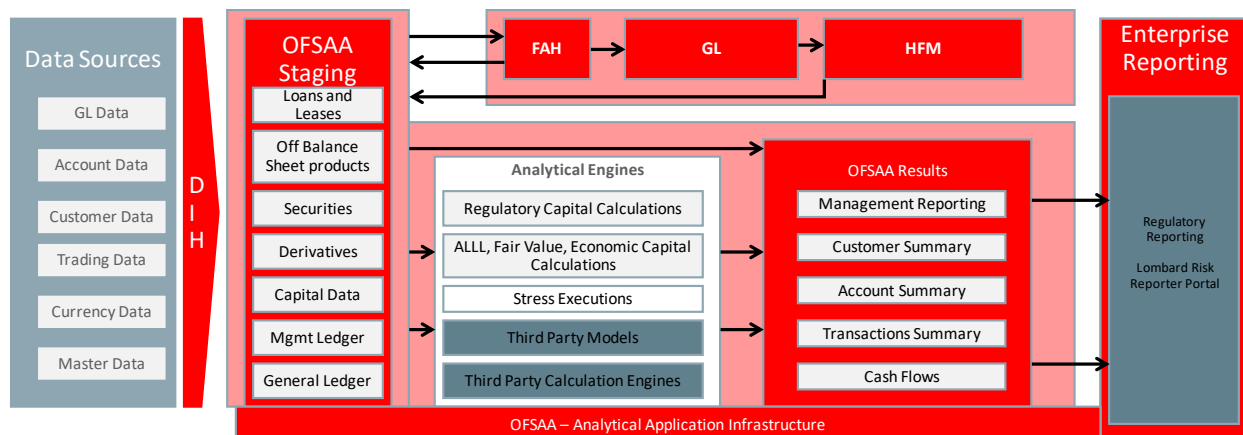 Data Sources
GL Data
Account Data
Customer Data
Trading Data
Currency Data
Master Data
D
I
H
OFSAA
Staging
Loans and
Leases
Off Balance
Sheet products
Securities
Derivatives
Capital Data
Mgmt Ledger
General Ledger
FAH
GL
HFM
Analytical Engines
Regulatory Capital Calculations
ALLL, Fair Value, Economic Capital
Calculations
Stress Executions
Third Party Models
Third Party Calculation Engines
OFSAA Results
Management Reporting
Customer Summary
Account Summary
Transactions Summary
Cash Flows
Enterprise
Reporting
Regulatory
Reporting
Lombard Risk
Reporter Portal
OFSAA – Analytical Application Infrastructure